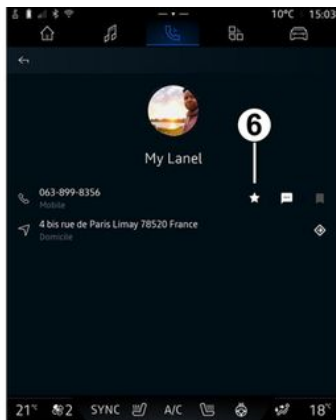 10°C 15:03
6
My Lanel
063-899-8356
Mobile
4 bis rue de Paris Limay 78520 France
Domicile
21°c 2 SYNC A/C 18°c